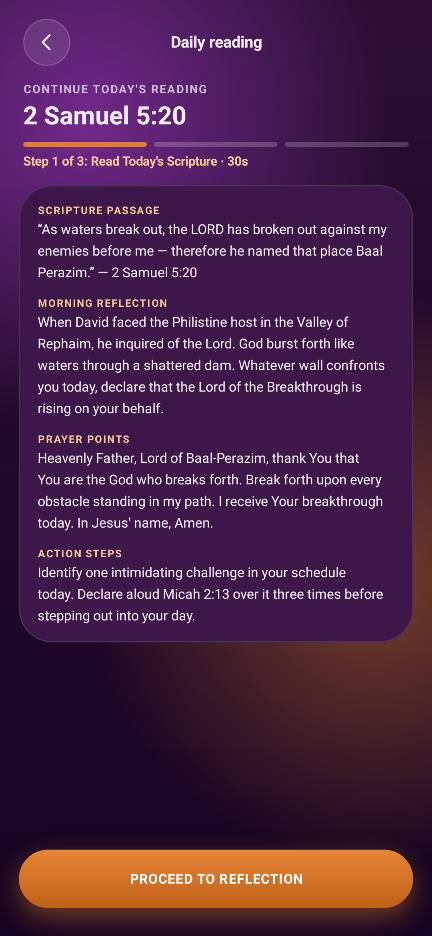 Daily reading
CONTINUE TODAY'S READING
2 Samuel 5:20
Step 1 of 3: Read Today's Scripture · 30s
SCRIPTURE PASSAGE
“As waters break out, the LORD has broken out against my
enemies before me — therefore he named that place Baal
Perazim.” — 2 Samuel 5:20
MORNING REFLECTION
When David faced the Philistine host in the Valley of
Rephaim, he inquired of the Lord. God burst forth like
waters through a shattered dam. Whatever wall confronts
you today, declare that the Lord of the Breakthrough is
rising on your behalf.
PRAYER POINTS
Heavenly Father, Lord of Baal-Perazim, thank You that
You are the God who breaks forth. Break forth upon every
obstacle standing in my path. I receive Your breakthrough
today. In Jesus' name, Amen.
ACTION STEPS
Identify one intimidating challenge in your schedule
today. Declare aloud Micah 2:13 over it three times before
stepping out into your day.
PROCEED TO REFLECTION